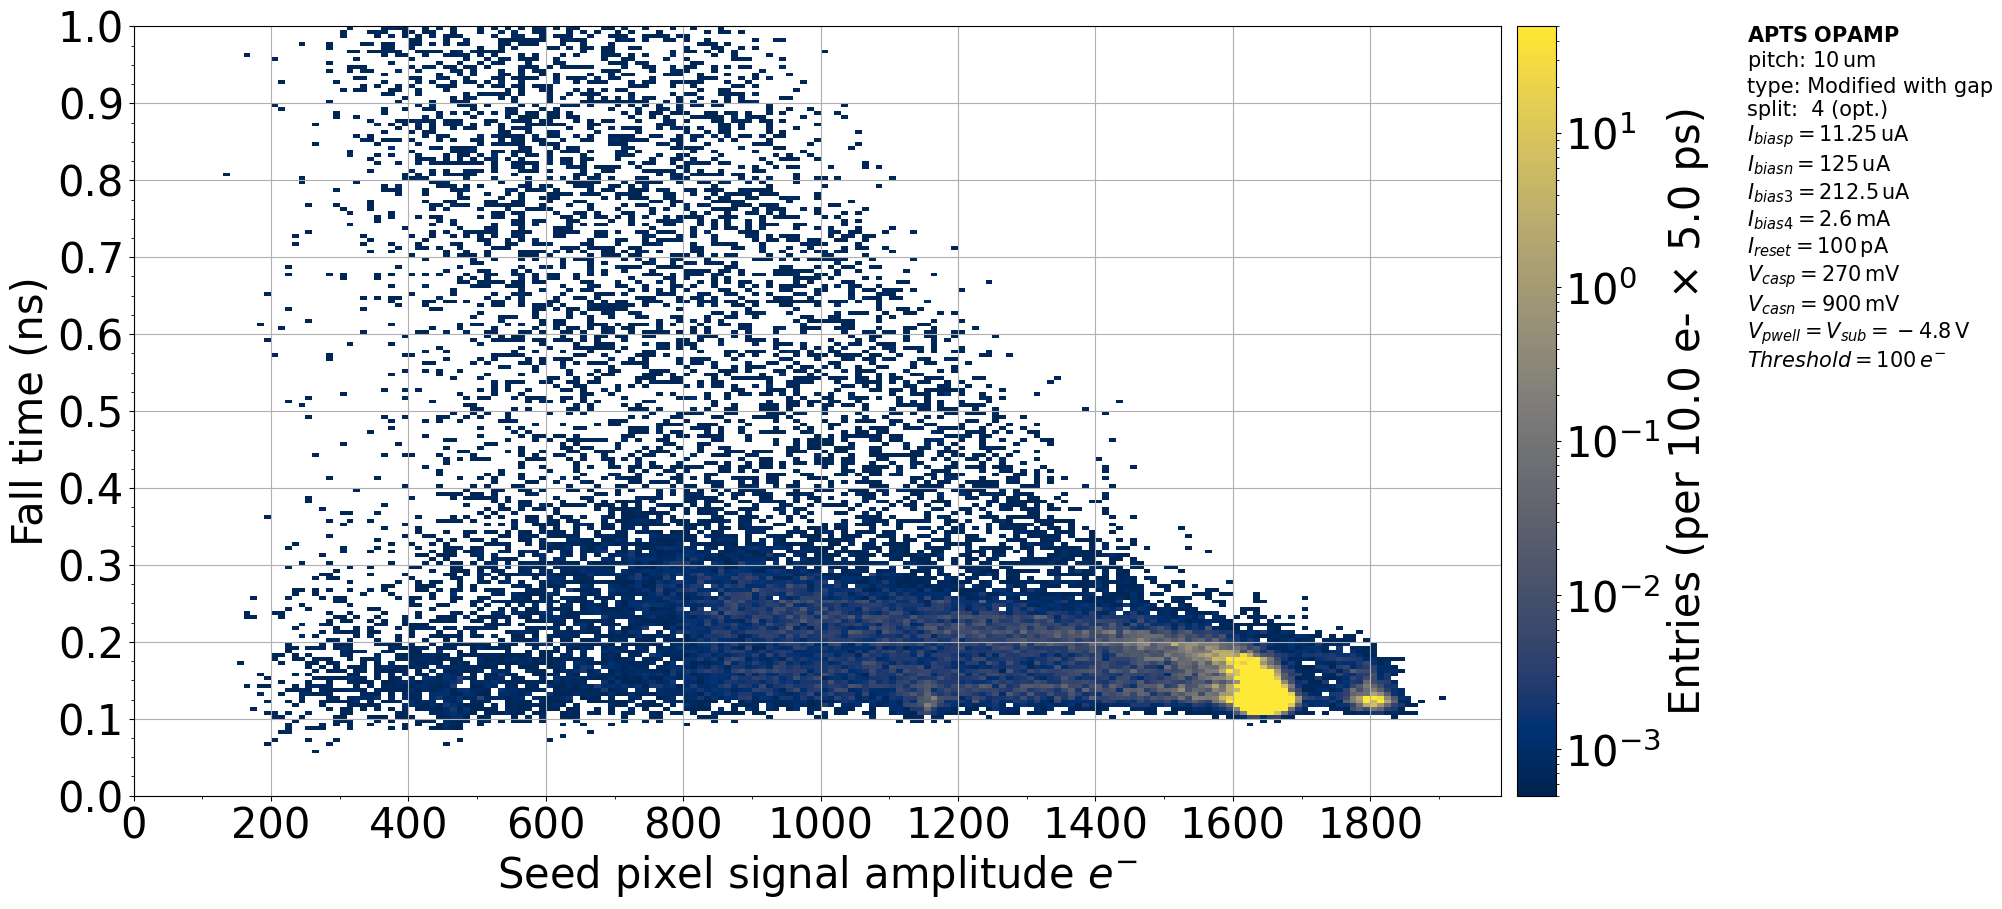 1.0
0.9
0.8
0.7
0.6
0.5
0.4
0.3
0.2
0.1
0.0
Fall time (ns)
0 200 400 600 800 1000 1200 1400 1600 1800
Seed pixel signal amplitude e⁻
10¹
10⁰
10⁻¹
10⁻²
10⁻³
Entries (per 10.0 e- × 5.0 ps)
APTS OPAMP
pitch: 10 um
type: Modified with gap
split: 4 (opt.)
I_biasp = 11.25 uA
I_biasn = 125 uA
I_bias3 = 212.5 uA
I_bias4 = 2.6 mA
I_reset = 100 pA
V_casp = 270 mV
V_casn = 900 mV
V_pwell = V_sub = −4.8 V
Threshold = 100 e⁻